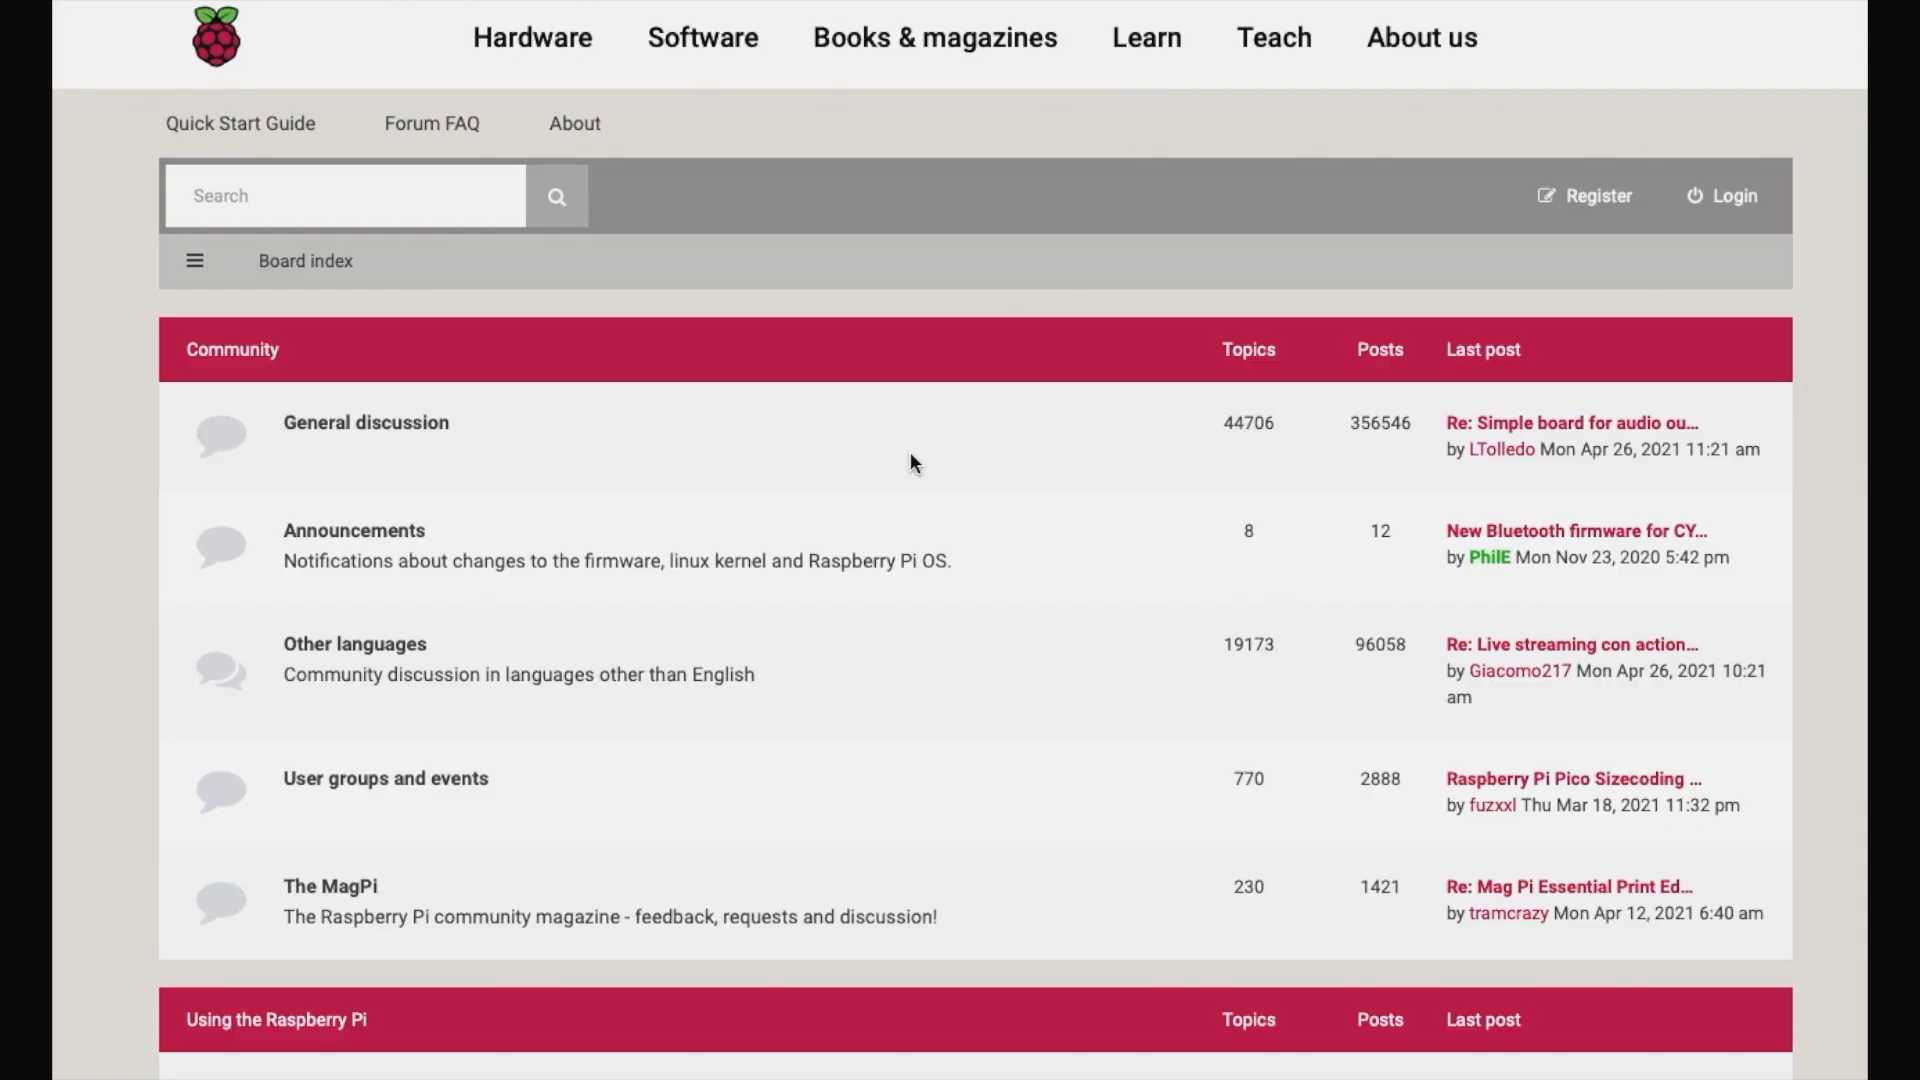 Hardware Software Books & magazines Learn Teach About us
Quick Start Guide Forum FAQ About
Search Register Login
Board index
Community Topics Posts Last post
General discussion 44706 356546 Re: Simple board for audio ou...
by LTolledo Mon Apr 26, 2021 11:21 am
Announcements 8 12 New Bluetooth firmware for CY...
Notifications about changes to the firmware, linux kernel and Raspberry Pi OS. by PhilE Mon Nov 23, 2020 5:42 pm
Other languages 19173 96058 Re: Live streaming con action...
Community discussion in languages other than English by Giacomo217 Mon Apr 26, 2021 10:21
am
User groups and events 770 2888 Raspberry Pi Pico Sizecoding ...
by fuzxxl Thu Mar 18, 2021 11:32 pm
The MagPi 230 1421 Re: Mag Pi Essential Print Ed...
The Raspberry Pi community magazine - feedback, requests and discussion! by tramcrazy Mon Apr 12, 2021 6:40 am
Using the Raspberry Pi Topics Posts Last post